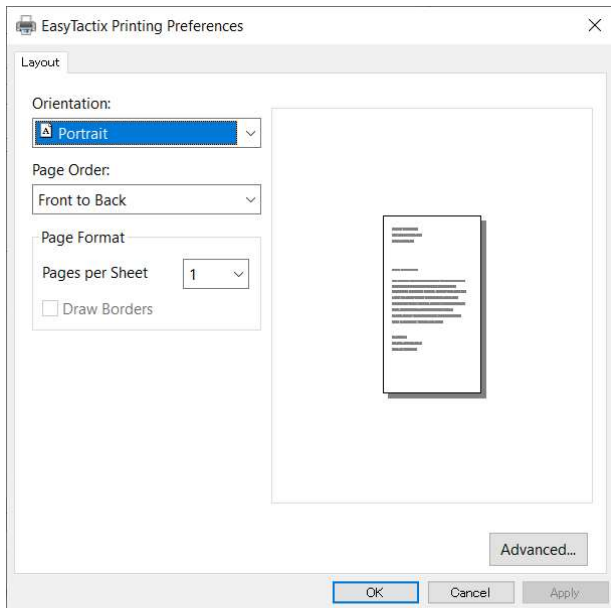 EasyTactix Printing Preferences
Layout
Orientation:
Portrait
Page Order:
Front to Back
Page Format
Pages per Sheet 1
Draw Borders
Advanced...
OK Cancel Apply